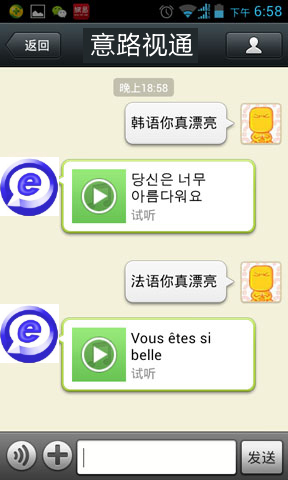 下午 6:58
返回
意路视通
晚上18:58
韩语你真漂亮
당신은 너무
아름다워요
试听
法语你真漂亮
Vous êtes si
belle
试听
发送